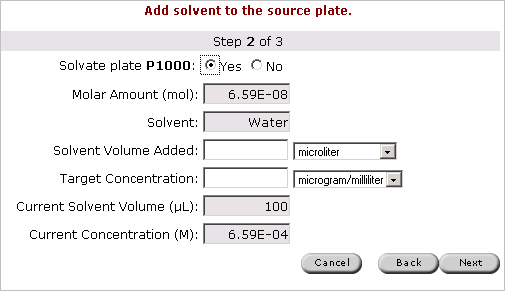 Add solvent to the source plate.
Step 2 of 3
Solvate plate P1000: Yes No
Molar Amount (mol): 6.59E-08
Solvent: Water
Solvent Volume Added: microliter
Target Concentration: microgram/milliliter
Current Solvent Volume (µL): 100
Current Concentration (M): 6.59E-04
Cancel Back Next